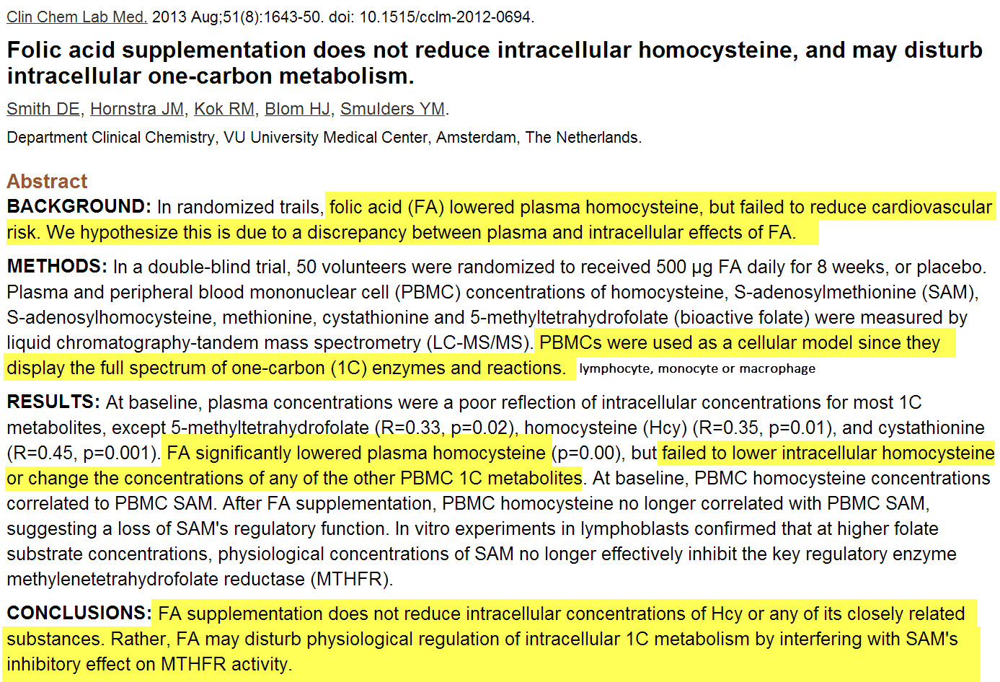 Clin Chem Lab Med. 2013 Aug;51(8):1643-50. doi: 10.1515/cclm-2012-0694.
Folic acid supplementation does not reduce intracellular homocysteine, and may disturb
intracellular one-carbon metabolism.
Smith DE, Hornstra JM, Kok RM, Blom HJ, Smulders YM.
Department Clinical Chemistry, VU University Medical Center, Amsterdam, The Netherlands.
Abstract
BACKGROUND: In randomized trails, folic acid (FA) lowered plasma homocysteine, but failed to reduce cardiovascular
risk. We hypothesize this is due to a discrepancy between plasma and intracellular effects of FA.
METHODS: In a double-blind trial, 50 volunteers were randomized to received 500 µg FA daily for 8 weeks, or placebo.
Plasma and peripheral blood mononuclear cell (PBMC) concentrations of homocysteine, S-adenosylmethionine (SAM),
S-adenosylhomocysteine, methionine, cystathionine and 5-methyltetrahydrofolate (bioactive folate) were measured by
liquid chromatography-tandem mass spectrometry (LC-MS/MS). PBMCs were used as a cellular model since they
display the full spectrum of one-carbon (1C) enzymes and reactions. lymphocyte, monocyte or macrophage
RESULTS: At baseline, plasma concentrations were a poor reflection of intracellular concentrations for most 1C
metabolites, except 5-methyltetrahydrofolate (R=0.33, p=0.02), homocysteine (Hcy) (R=0.35, p=0.01), and cystathionine
(R=0.45, p=0.001). FA significantly lowered plasma homocysteine (p=0.00), but failed to lower intracellular homocysteine
or change the concentrations of any of the other PBMC 1C metabolites. At baseline, PBMC homocysteine concentrations
correlated to PBMC SAM. After FA supplementation, PBMC homocysteine no longer correlated with PBMC SAM,
suggesting a loss of SAM's regulatory function. In vitro experiments in lymphoblasts confirmed that at higher folate
substrate concentrations, physiological concentrations of SAM no longer effectively inhibit the key regulatory enzyme
methylenetetrahydrofolate reductase (MTHFR).
CONCLUSIONS: FA supplementation does not reduce intracellular concentrations of Hcy or any of its closely related
substances. Rather, FA may disturb physiological regulation of intracellular 1C metabolism by interfering with SAM's
inhibitory effect on MTHFR activity.